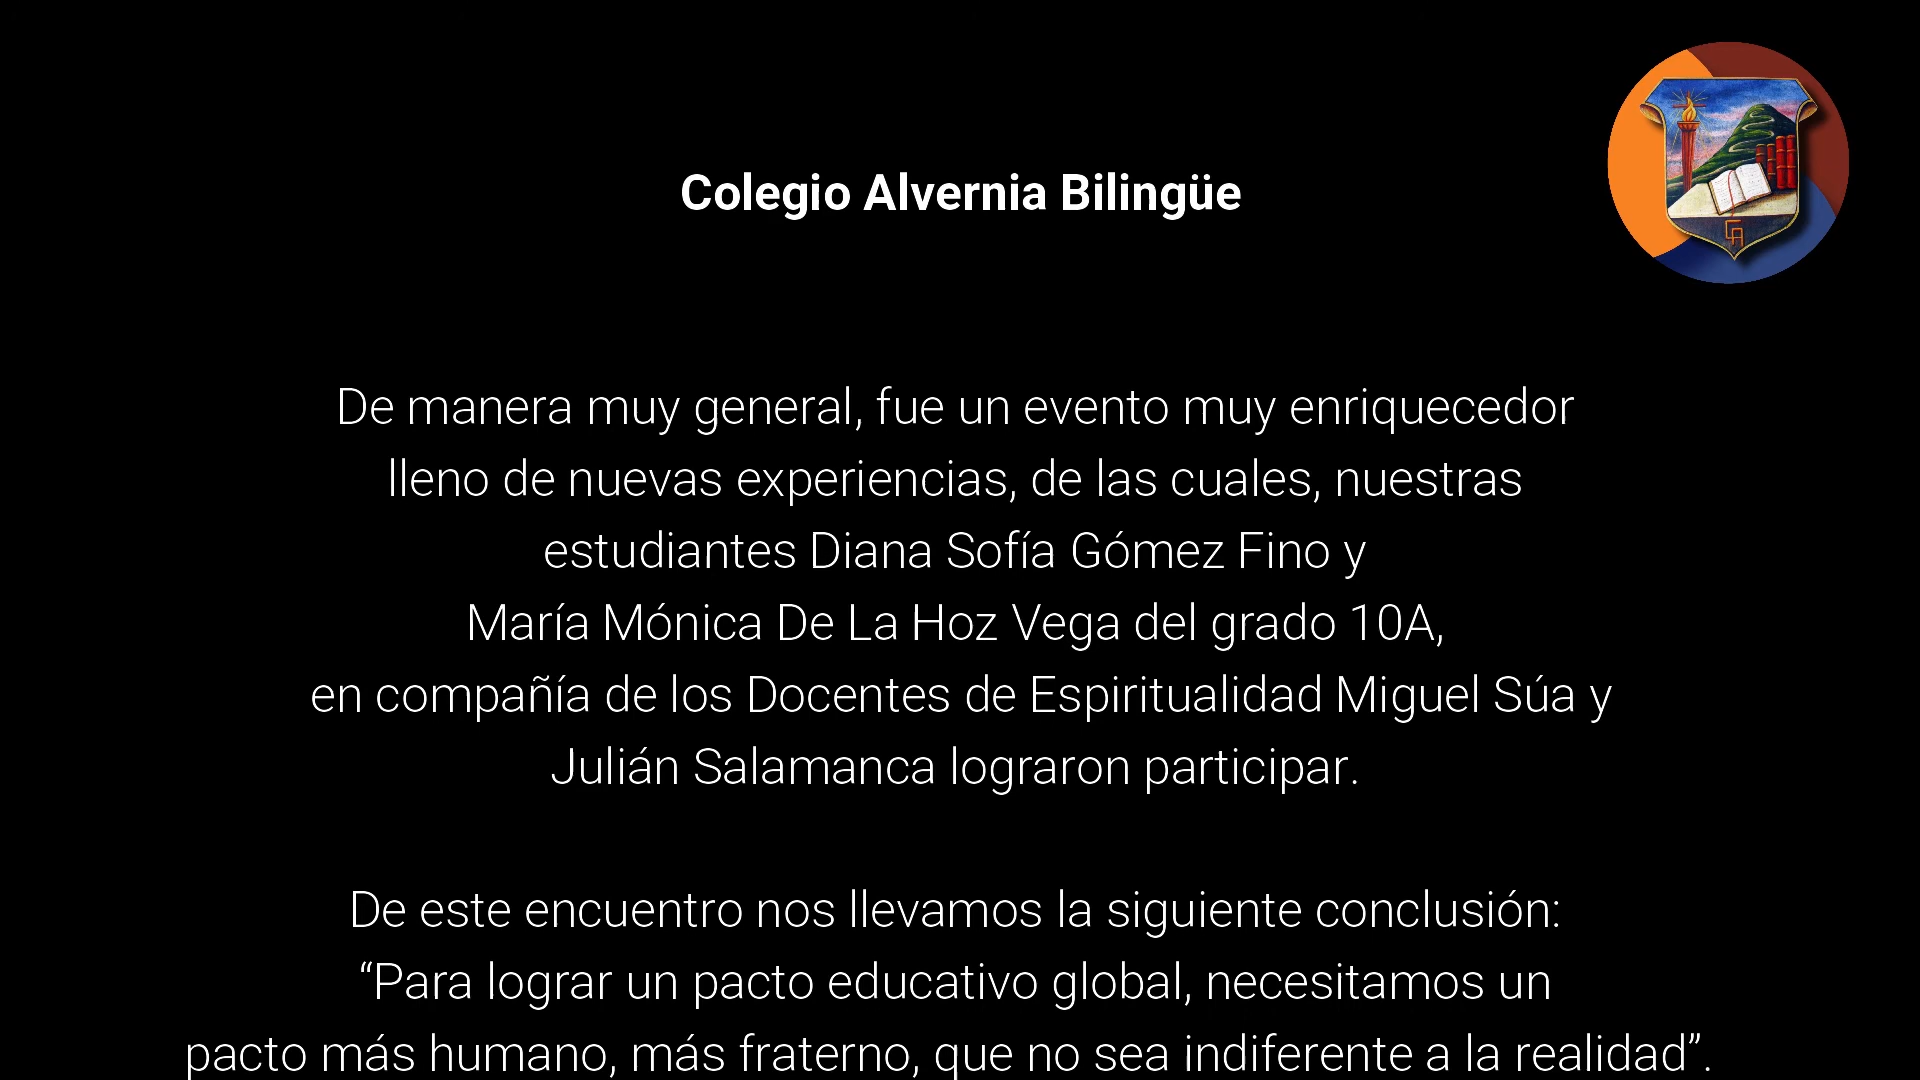 Colegio Alvernia Bilingüe
De manera muy general, fue un evento muy enriquecedor
lleno de nuevas experiencias, de las cuales, nuestras
estudiantes Diana Sofía Gómez Fino y
María Mónica De La Hoz Vega del grado 10A,
en compañía de los Docentes de Espiritualidad Miguel Súa y
Julián Salamanca lograron participar.
De este encuentro nos llevamos la siguiente conclusión:
“Para lograr un pacto educativo global, necesitamos un
pacto más humano, más fraterno, que no sea indiferente a la realidad”.